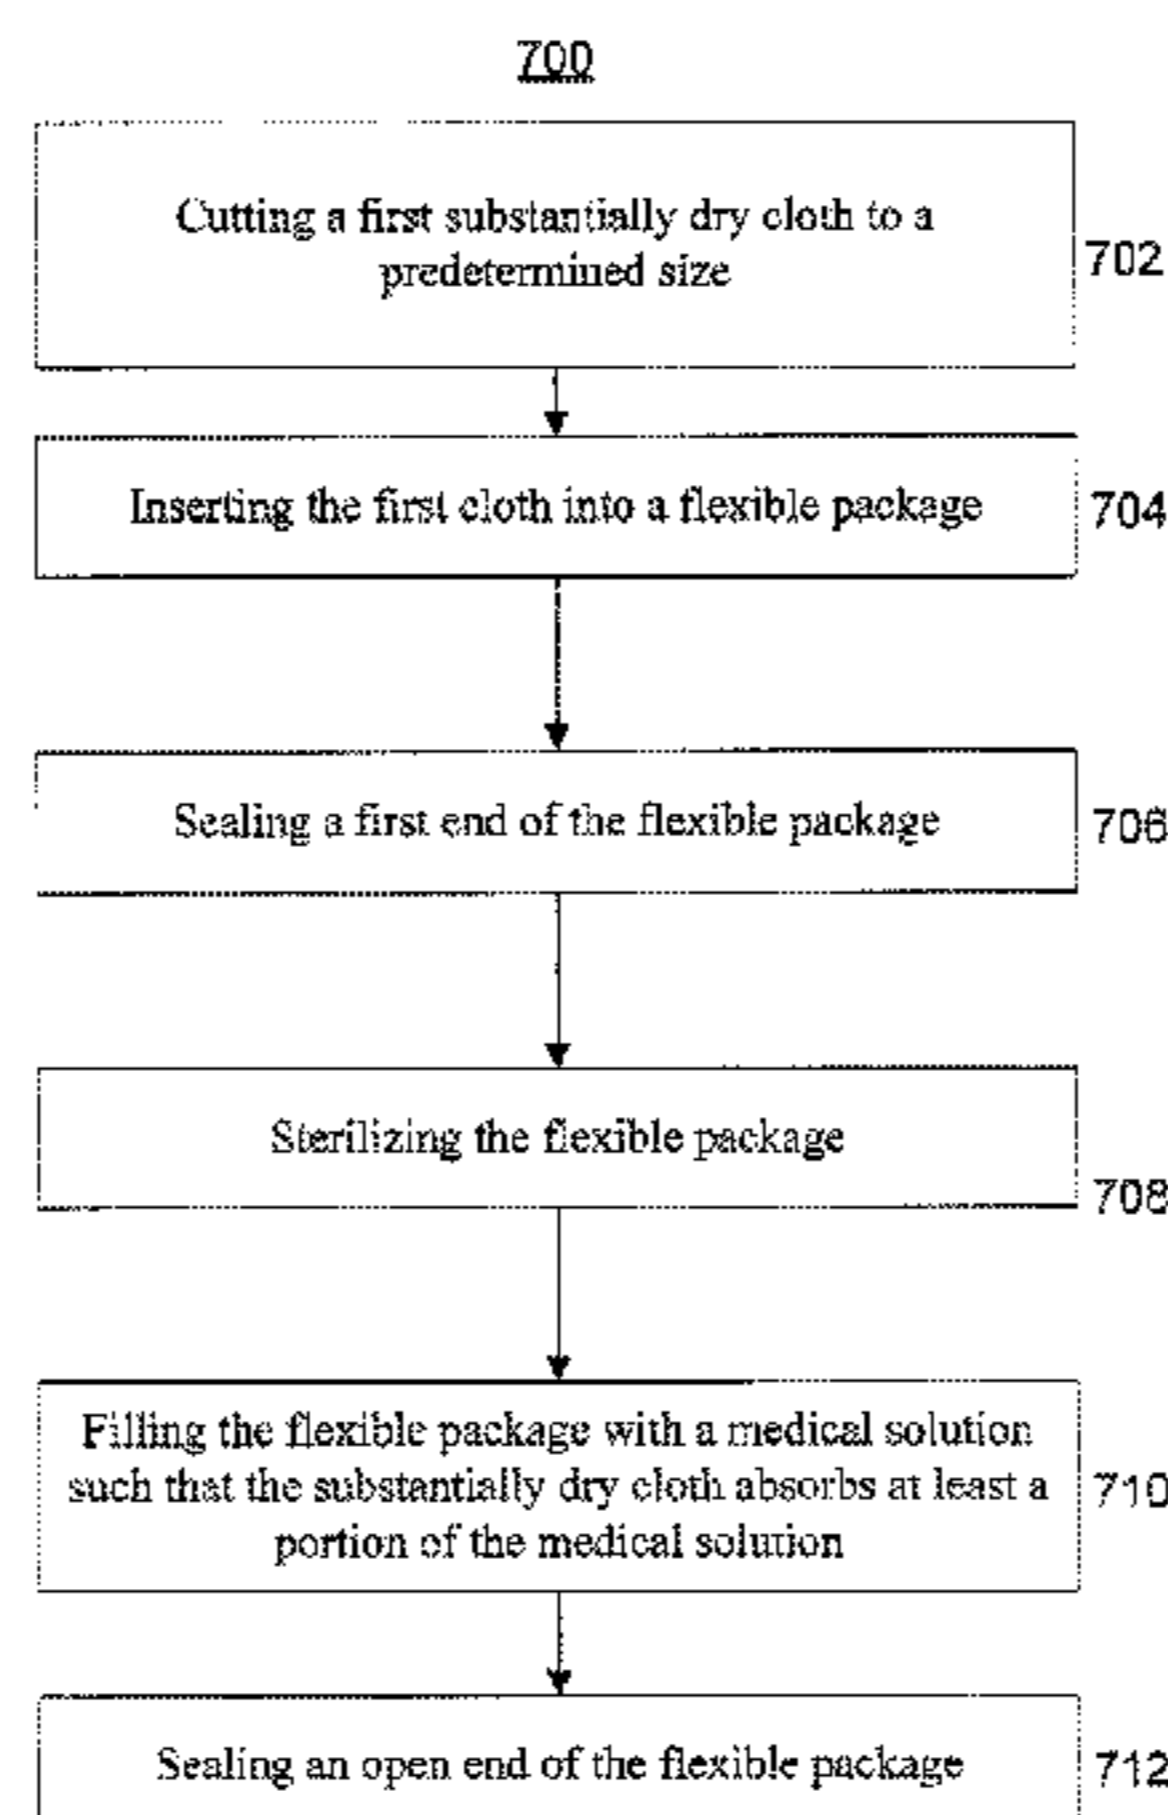 700
Cutting a first substantially dry cloth to a
predetermined size
702
Inserting the first cloth into a flexible package
704
Sealing a first end of the flexible package
706
Sterilizing the flexible package
708
Filling the flexible package with a medical solution
such that the substantially dry cloth absorbs at least a
portion of the medical solution
710
Sealing an open end of the flexible package
712